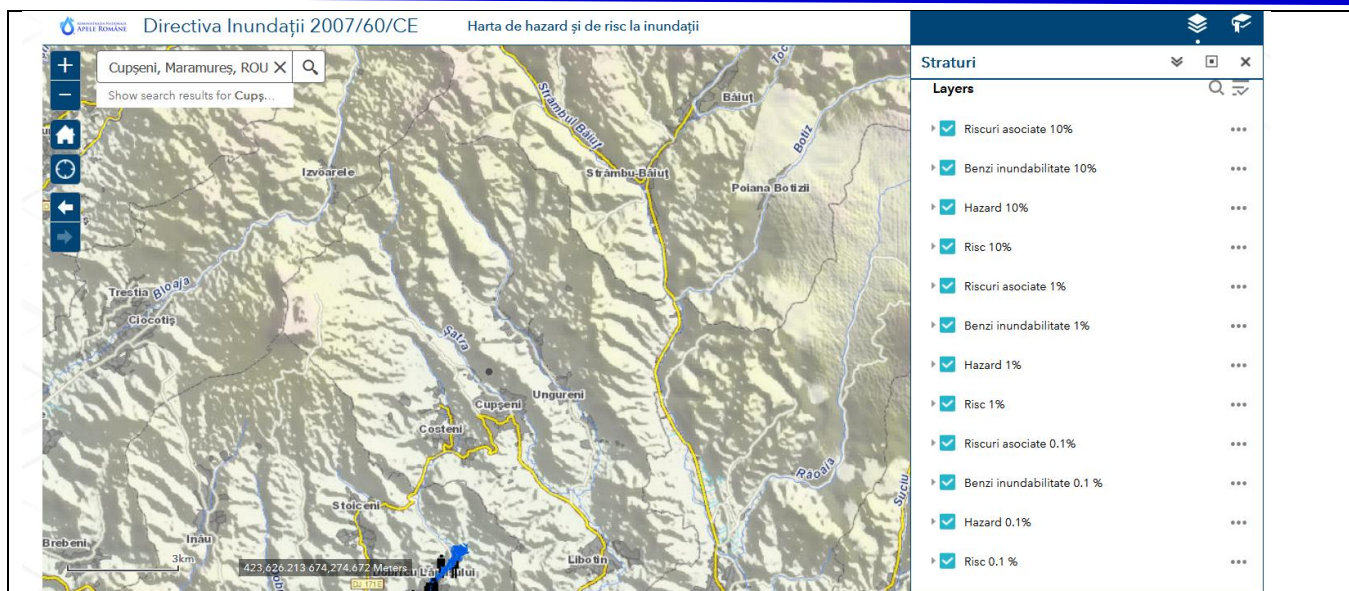 ADMINISTRAȚIA NAȚIONALĂ
APELE ROMÂNE
Directiva Inundații 2007/60/CE
Harta de hazard și de risc la inundații
Cupșeni, Maramureș, ROU
Show search results for Cupș...
Straturi
Layers
Riscuri asociate 10%
Benzi inundabilitate 10%
Hazard 10%
Risc 10%
Riscuri asociate 1%
Benzi inundabilitate 1%
Hazard 1%
Risc 1%
Riscuri asociate 0.1%
Benzi inundabilitate 0.1 %
Hazard 0.1%
Risc 0.1 %
Strâmbul Băiuț
Băiuț
Botiz
Izvoarele
Strâmbu-Băiuț
Poiana Botizii
Trestia
Bloaja
Ciocotiș
Șatra
Ungureni
Cupșeni
Costeni
Râoaia
Suciu
Stoiceni
Brebeni
Inău
Libotin
3km
423,626.213 674,274.672 Meters
DJ 171E